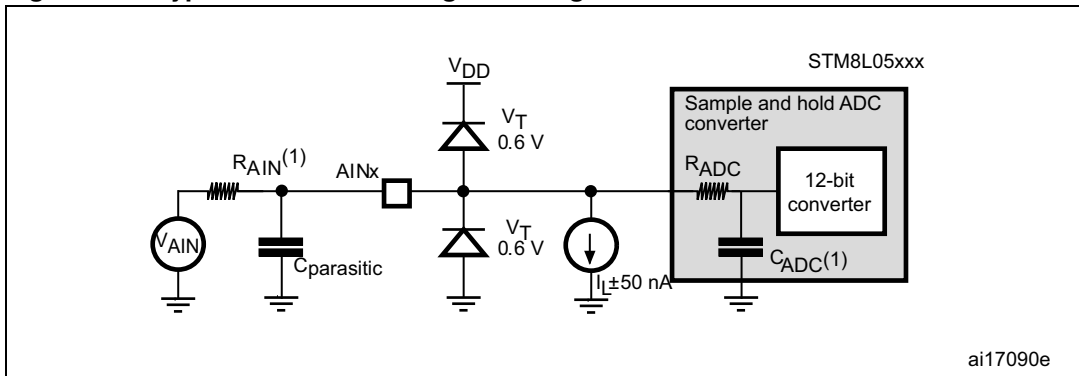 STM8L05xxx
VDD
Sample and hold ADC
converter
VT
0.6 V
RAIN(1)
AINx
RADC
12-bit
converter
VAIN
Cparasitic
VT
0.6 V
IL±50 nA
CADC(1)
ai17090e